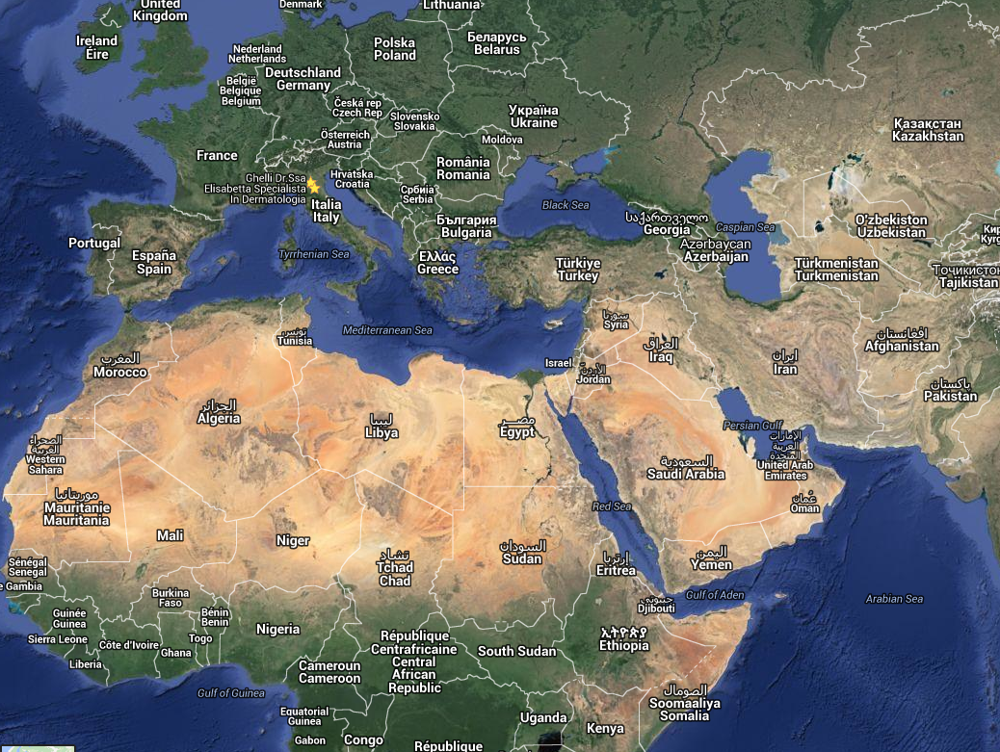 United
Kingdom
Denmark
Lithuania
Ireland
Éire
Nederland
Netherlands
Polska
Poland
Беларусь
Belarus
België
Belgique
Belgium
Deutschland
Germany
Česká rep
Czech Rep
Slovensko
Slovakia
Україна
Ukraine
Қазақстан
Kazakhstan
Österreich
Austria
Moldova
France
România
Romania
Ghelli Dr.Ssa
Elisabetta Specialista
In Dermatologia
Hrvatska
Croatia
Србија
Serbia
Italia
Italy
Black Sea
България
Bulgaria
საქართველო
Georgia
Caspian Sea
O'zbekiston
Uzbekistan
Portugal
España
Spain
Tyrrhenian Sea
Ελλάς
Greece
Türkiye
Turkey
Azərbaycan
Azerbaijan
Türkmenistan
Turkmenistan
Тоҷикистон
Tajikistan
Mediterranean Sea
تونس
Tunisia
سوريا
Syria
العراق
Iraq
ایران
Iran
افغانستان
Afghanistan
المغرب
Morocco
Israel
الأردن
Jordan
پاکستان
Pakistan
الجزائر
Algeria
ليبيا
Libya
مصر
Egypt
Persian Gulf
الصحراء
الغربية
Western
Sahara
السعودية
Saudi Arabia
الإمارات
العربية
المتحدة
United Arab
Emirates
موريتانيا
Mauritanie
Mauritania
Red Sea
عُمان
Oman
Mali
Niger
تشاد
Tchad
Chad
السودان
Sudan
إرتريا
Eritrea
اليمن
Yemen
Sénégal
Senegal
e Gambia
Burkina
Faso
جيبوتي
Djibouti
Gulf of Aden
Arabian Sea
Guinée
Guinea
Bénin
Benin
Nigeria
Sierra Leone
Côte d'Ivoire
Togo
Ghana
Liberia
République
Centrafricaine
Central
African
Republic
South Sudan
ኢትዮጵያ
Ethiopia
Cameroun
Cameroon
Gulf of Guinea
الصومال
Soomaaliya
Somalia
Equatorial
Guinea
Gabon
Congo
Uganda
Kenya
République